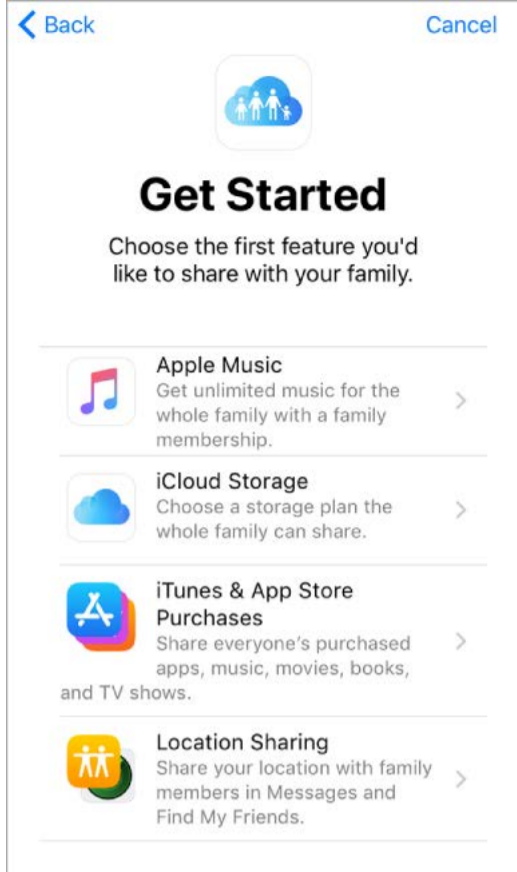 Back
Cancel
Get Started
Choose the first feature you'd
like to share with your family.
Apple Music
Get unlimited music for the
whole family with a family
membership.
iCloud Storage
Choose a storage plan the
whole family can share.
iTunes & App Store
Purchases
Share everyone's purchased
apps, music, movies, books,
and TV shows.
Location Sharing
Share your location with family
members in Messages and
Find My Friends.